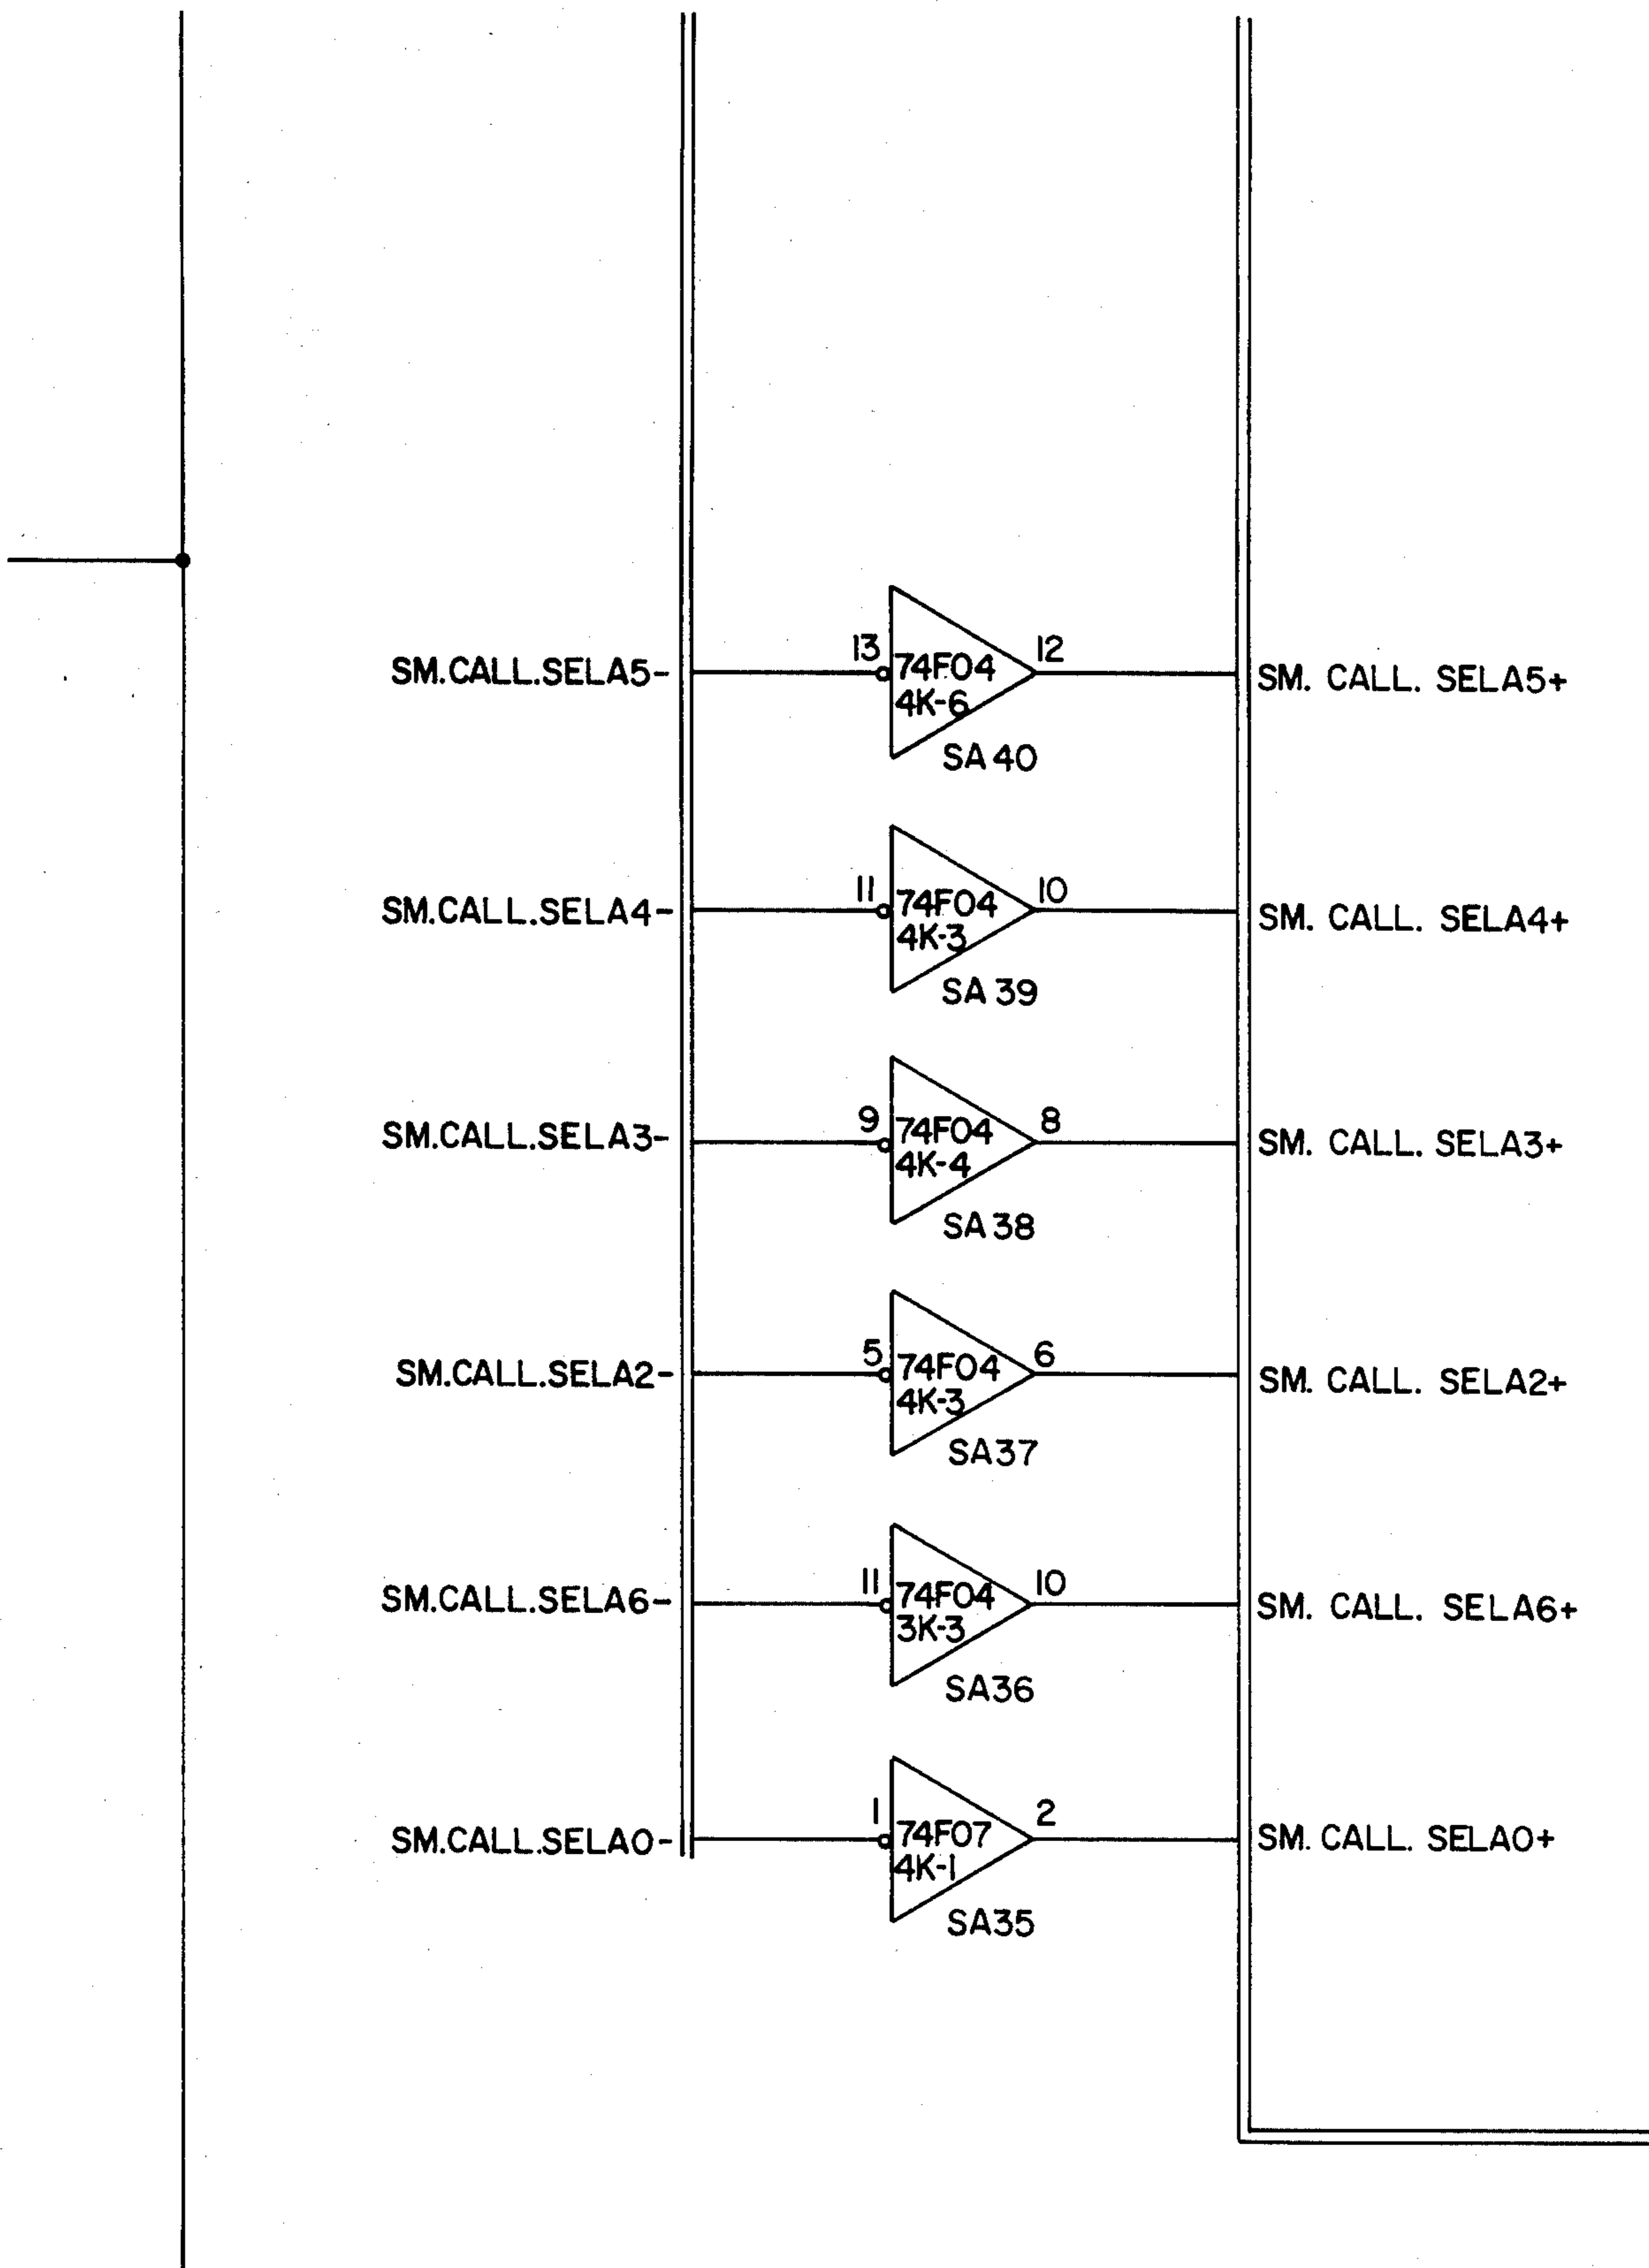 SM.CALL.SELA5-
13
74F04
4K-6
12
SA40
SM. CALL. SELA5+
SM.CALL.SELA4-
11
74F04
4K-3
10
SA39
SM. CALL. SELA4+
SM.CALL.SELA3-
9
74F04
4K-4
8
SA38
SM. CALL. SELA3+
SM.CALL.SELA2-
5
74F04
4K-3
6
SA37
SM. CALL. SELA2+
SM.CALL.SELA6-
11
74F04
3K-3
10
SA36
SM. CALL. SELA6+
SM.CALL.SELA0-
1
74F07
4K-1
2
SA35
SM. CALL. SELA0+